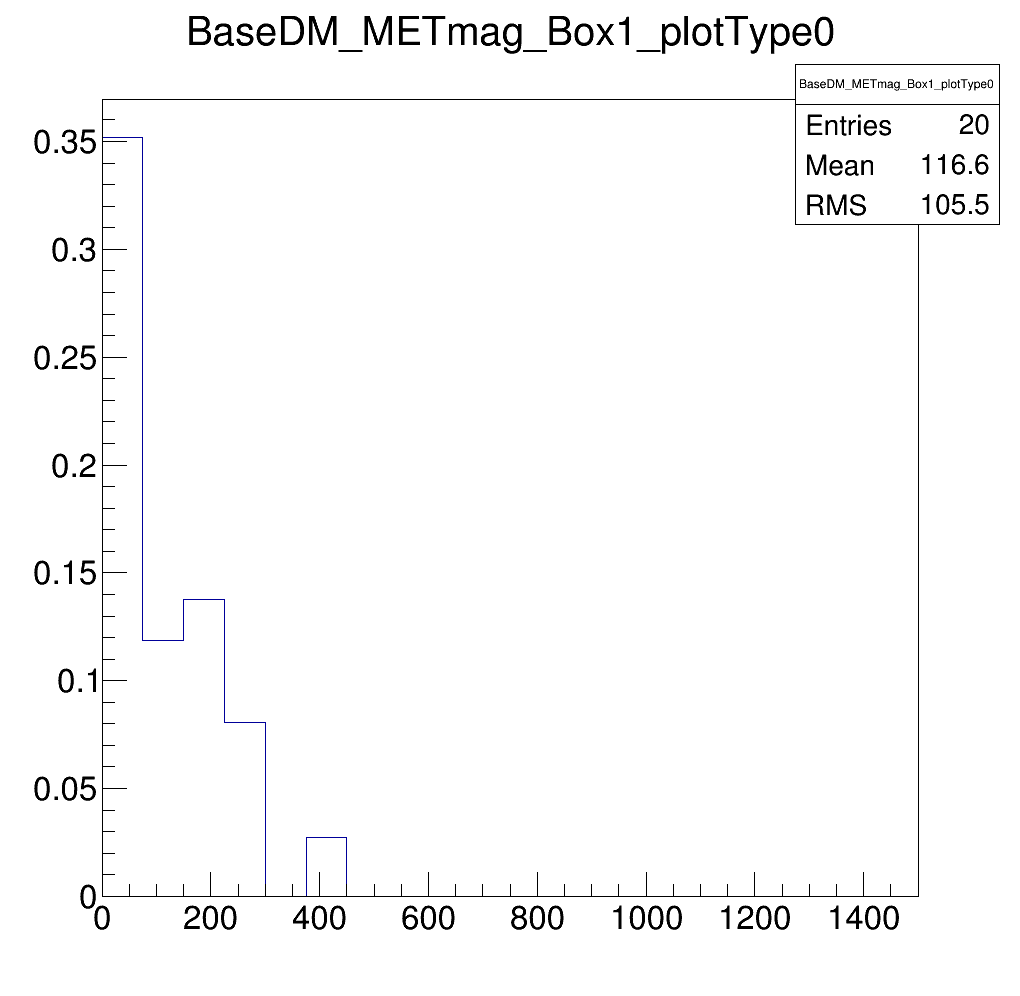 BaseDM_METmag_Box1_plotType0
BaseDM_METmag_Box1_plotType0
Entries 20
Mean 116.6
RMS 105.5
0.35
0.3
0.25
0.2
0.15
0.1
0.05
0
0 200 400 600 800 1000 1200 1400